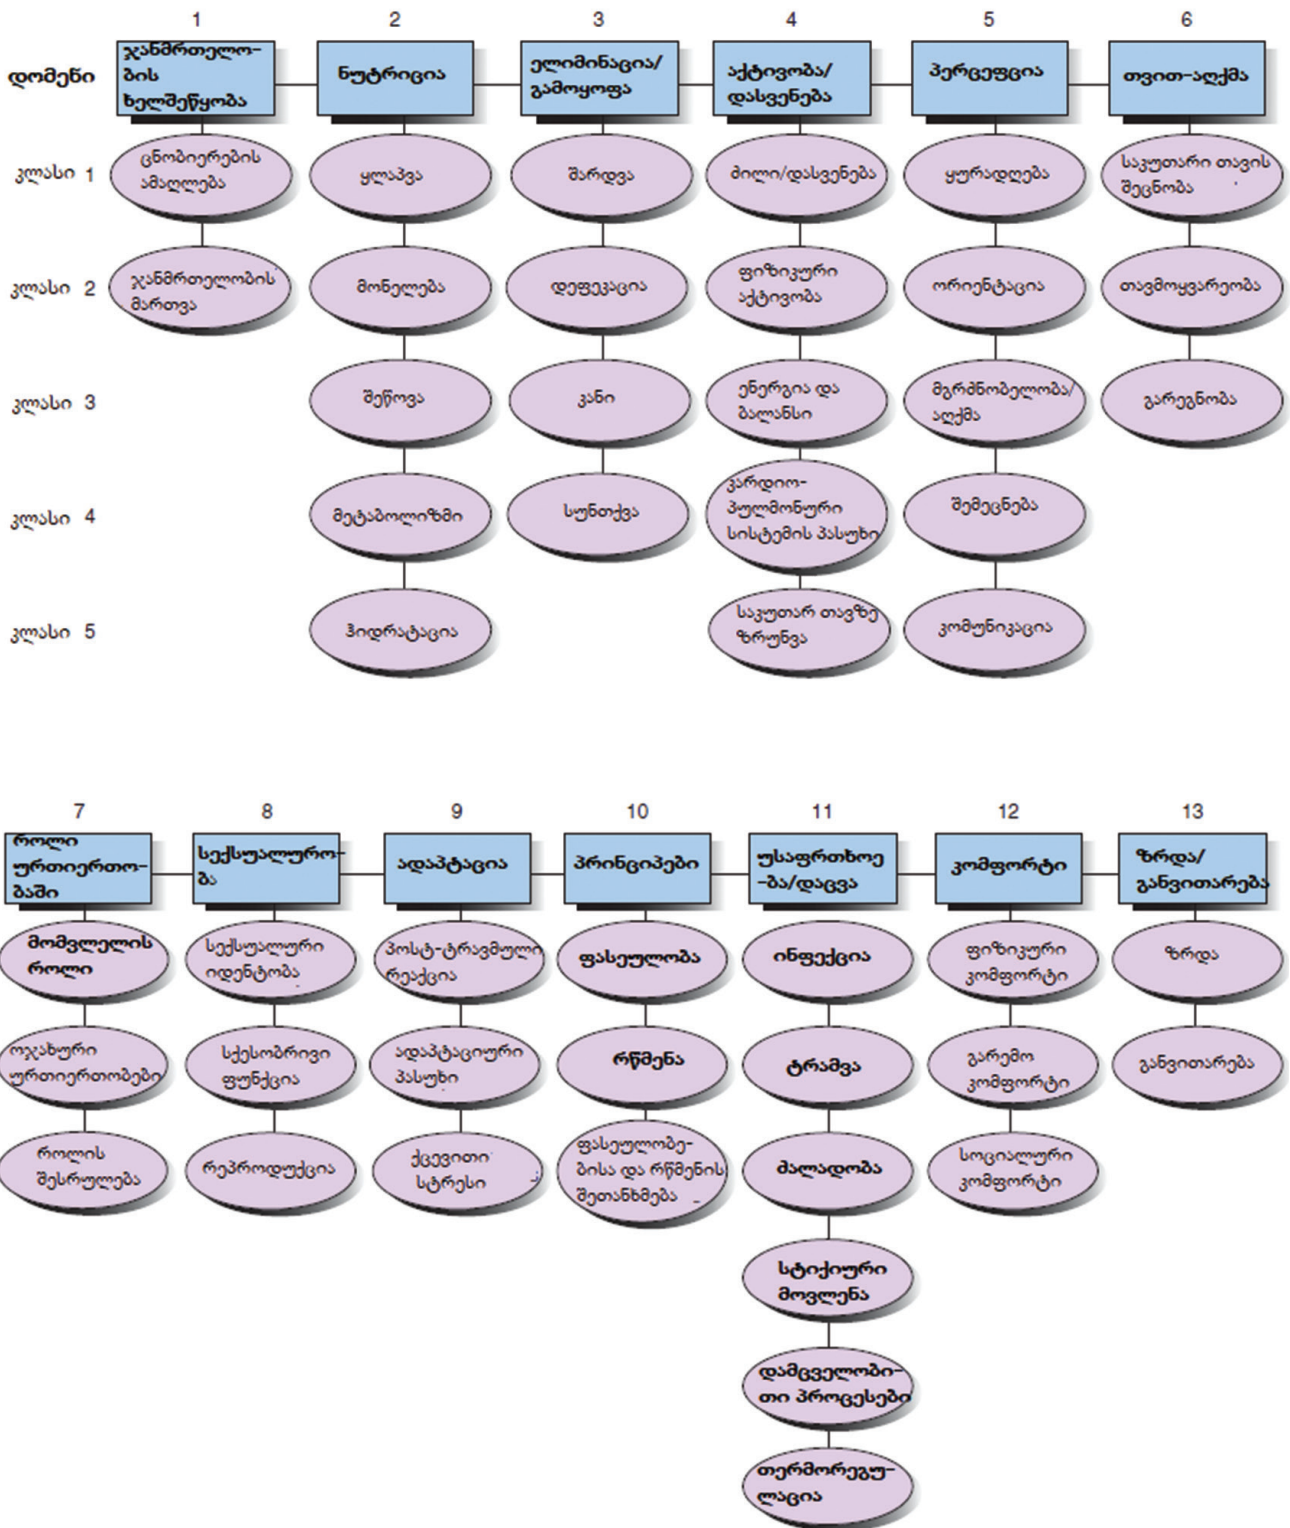 1 2 3 4 5 6
დომენი
ჯანმრთელო-
ბის
ხელშეწყობა
ნუტრიცია
ელიმინაცია/
გამოყოფა
აქტივობა/
დასვენება
პერცეფცია
თვით-აღქმა
კლასი 1
ცნობიერების
ამაღლება
ყლაპვა
შარდვა
ძილი/დასვენება
ყურადღება
საკუთარი თავის
შეცნობა
კლასი 2
ჯანმრთელობის
მართვა
მონელება
დეფეკაცია
ფიზიკური
აქტივობა
ორიენტაცია
თავმოყვარეობა
კლასი 3
შეწოვა
კანი
ენერგია და
ბალანსი
მგრძნობელობა/
აღქმა
გარეგნობა
კლასი 4
მეტაბოლიზმი
სუნთქვა
კარდიო-
პულმონური
სისტემის პასუხი
შემეცნება
კლასი 5
ჰიდრატაცია
საკუთარ თავზე
ზრუნვა
კომუნიკაცია
7 8 9 10 11 12 13
როლი
ურთიერთო-
ბაში
სექსუალურო-
ბა
ადაპტაცია
პრინციპები
უსაფრთხოე
-ბა/დაცვა
კომფორტი
ზრდა/
განვითარება
მომვლელის
როლი
სექსუალური
იდენტობა
პოსტ-ტრავმული
რეაქცია
ფასეულობა
ინფექცია
ფიზიკური
კომფორტი
ზრდა
ოჯახური
ურთიერთობები
სქესობრივი
ფუნქცია
ადაპტაციური
პასუხი
რწმენა
ტრამვა
გარემო
კომფორტი
განვითარება
როლის
შესრულება
რეპროდუქცია
ქცევითი
სტრესი
ფასეულობე-
ბისა და რწმენის
შეთანხმება
ძალადობა
სოციალური
კომფორტი
სტიქიური
მოვლენა
დამცველობი-
თი პროცესები
თერმორეგუ-
ლაცია